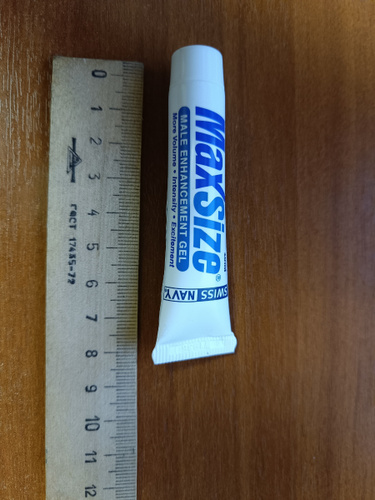 MaxSize®
MALE ENHANCEMENT GEL
More Volume • Intensity • Excitement
SWISS NAVY®
0
1
2
3
4
5
6
7
8
9
10
11
12
ГОСТ 17435-72